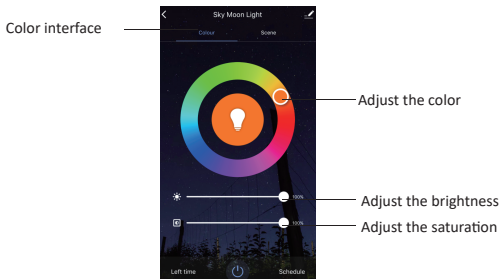 Sky Moon Light
Color interface
Colour
Scene
Adjust the color
100%
Adjust the brightness
100%
Adjust the saturation
Left time
Schedule